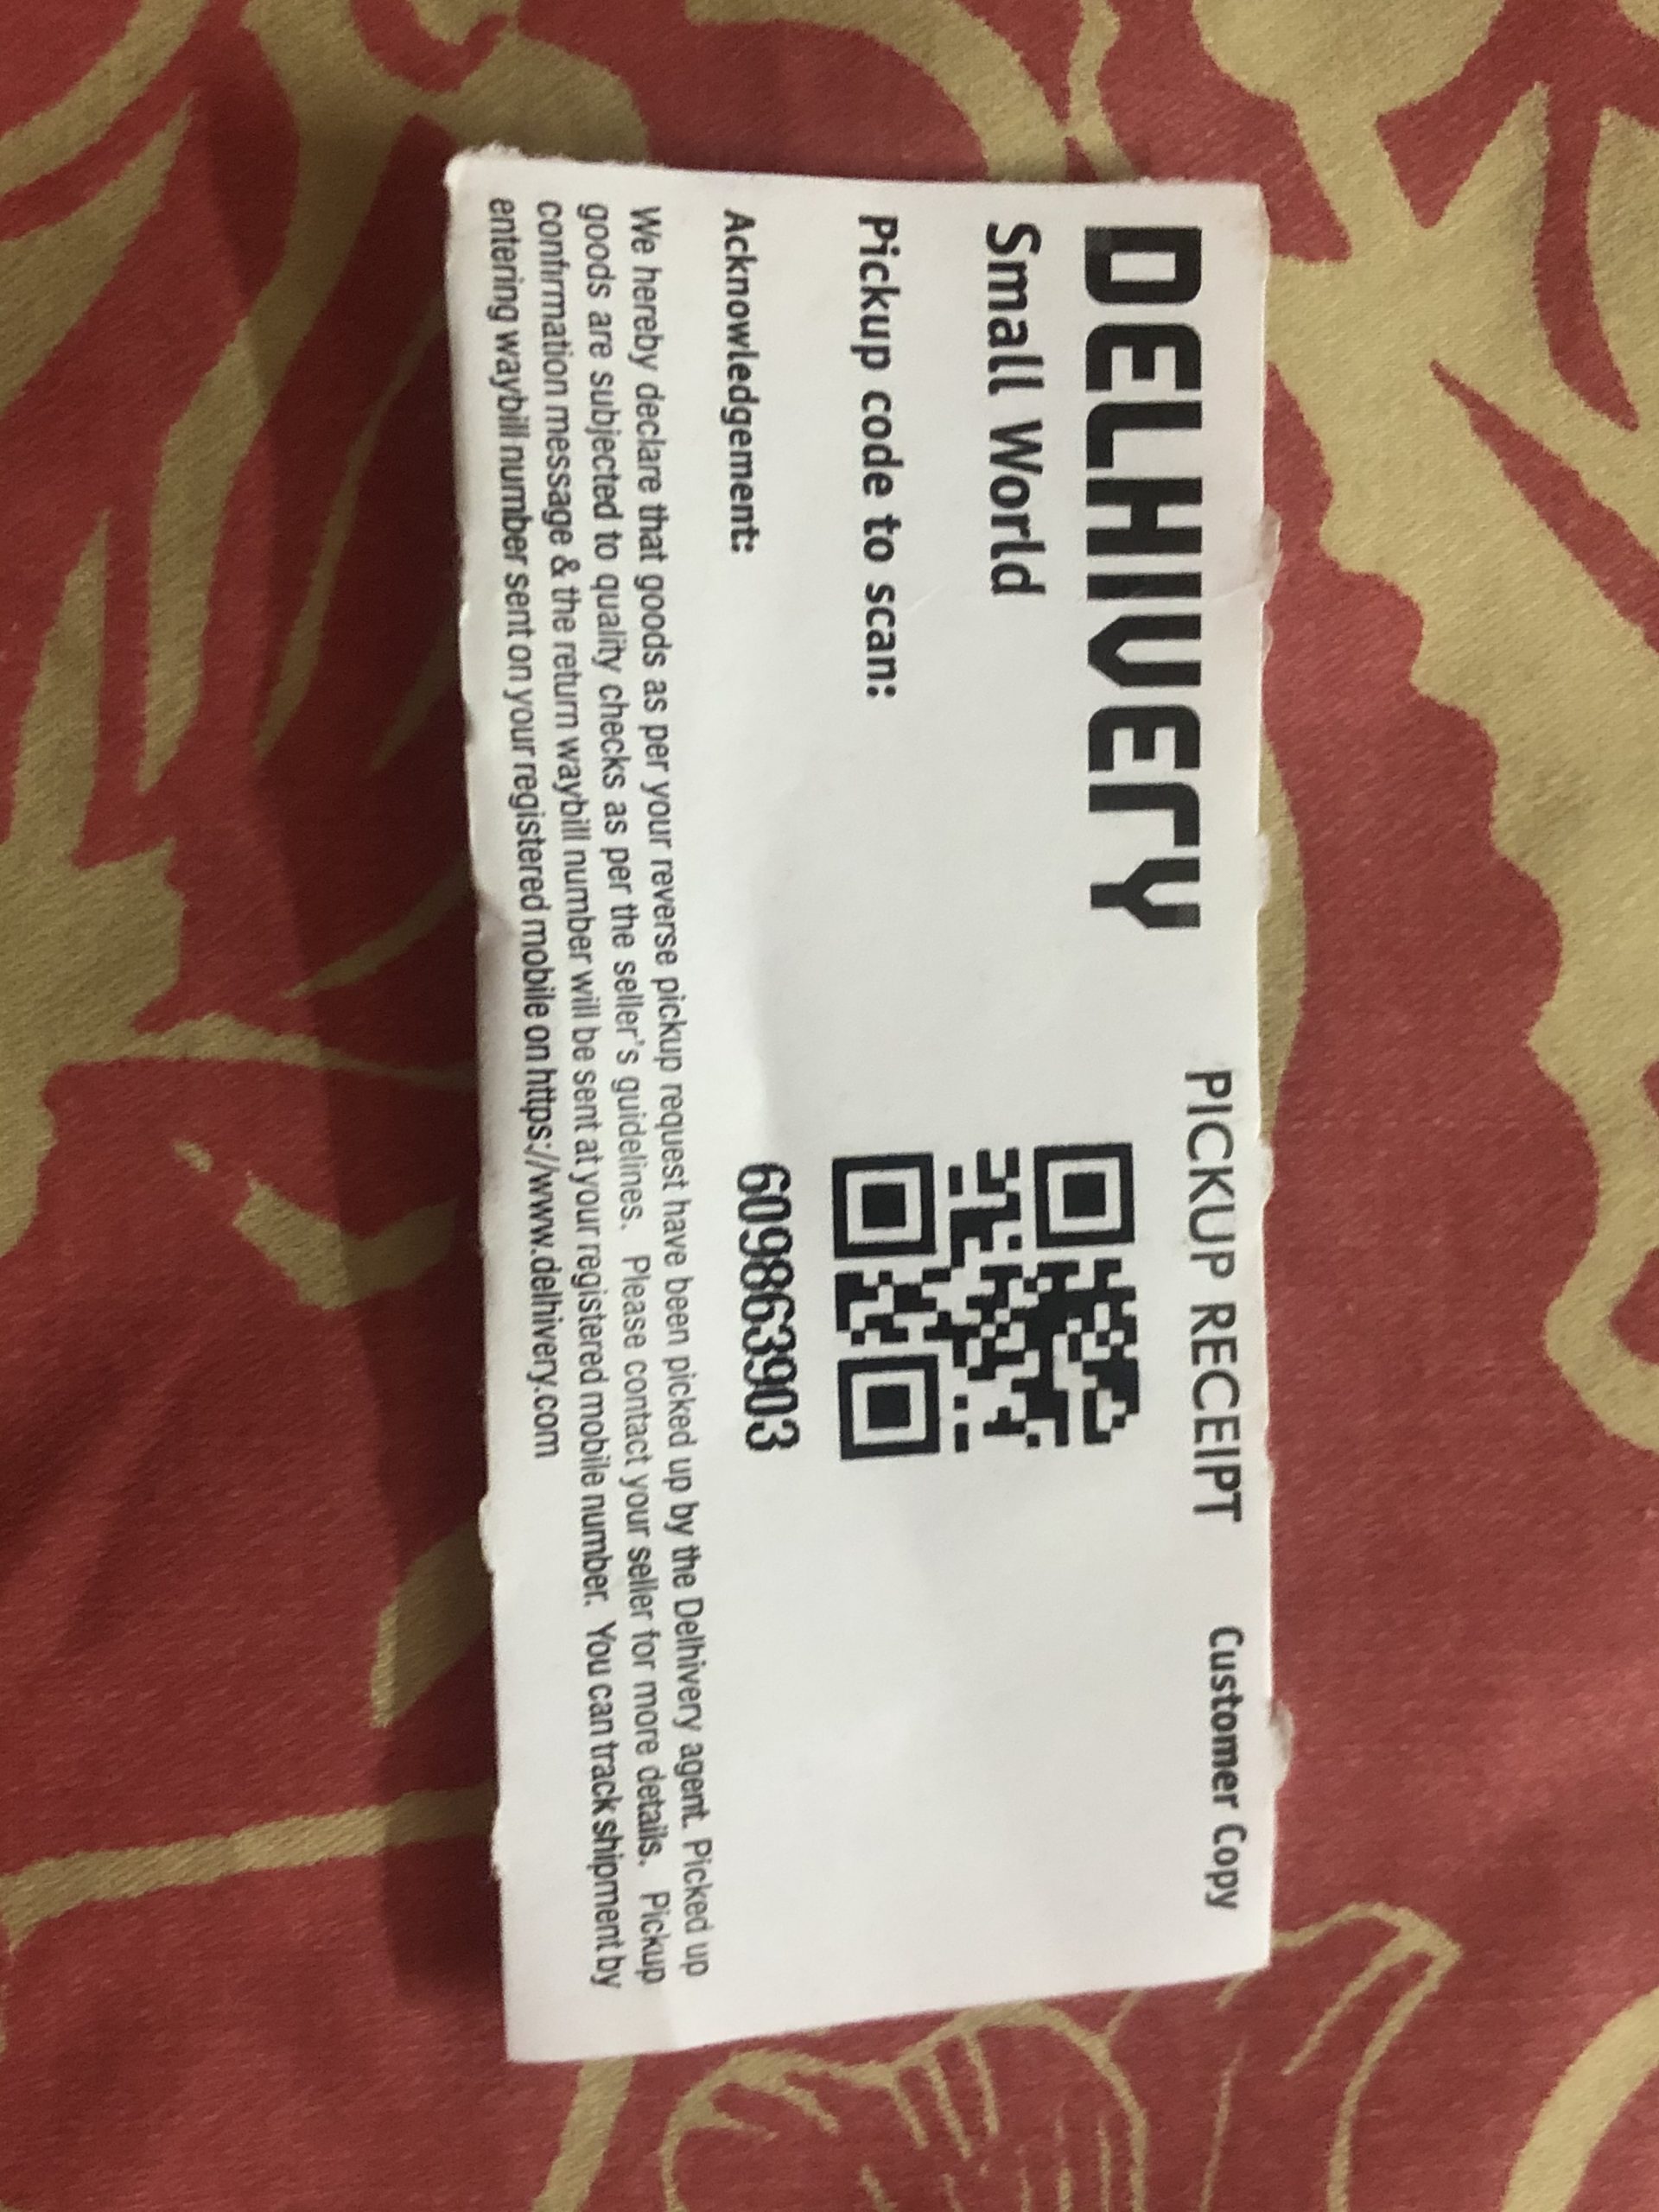 DELHIVERY
PICKUP RECEIPT
Customer Copy
Small World
Pickup code to scan:
6098639​03
Acknowledgement:
We hereby declare that goods as per your reverse pickup request have been picked up by the Delhivery agent. Picked up
goods are subjected to quality checks as per the seller's guidelines. Please contact your seller for more details. Pickup
confirmation message & the return waybill number will be sent at your registered mobile number. You can track shipment by
entering waybill number sent on your registered mobile on https://www.delhivery.com